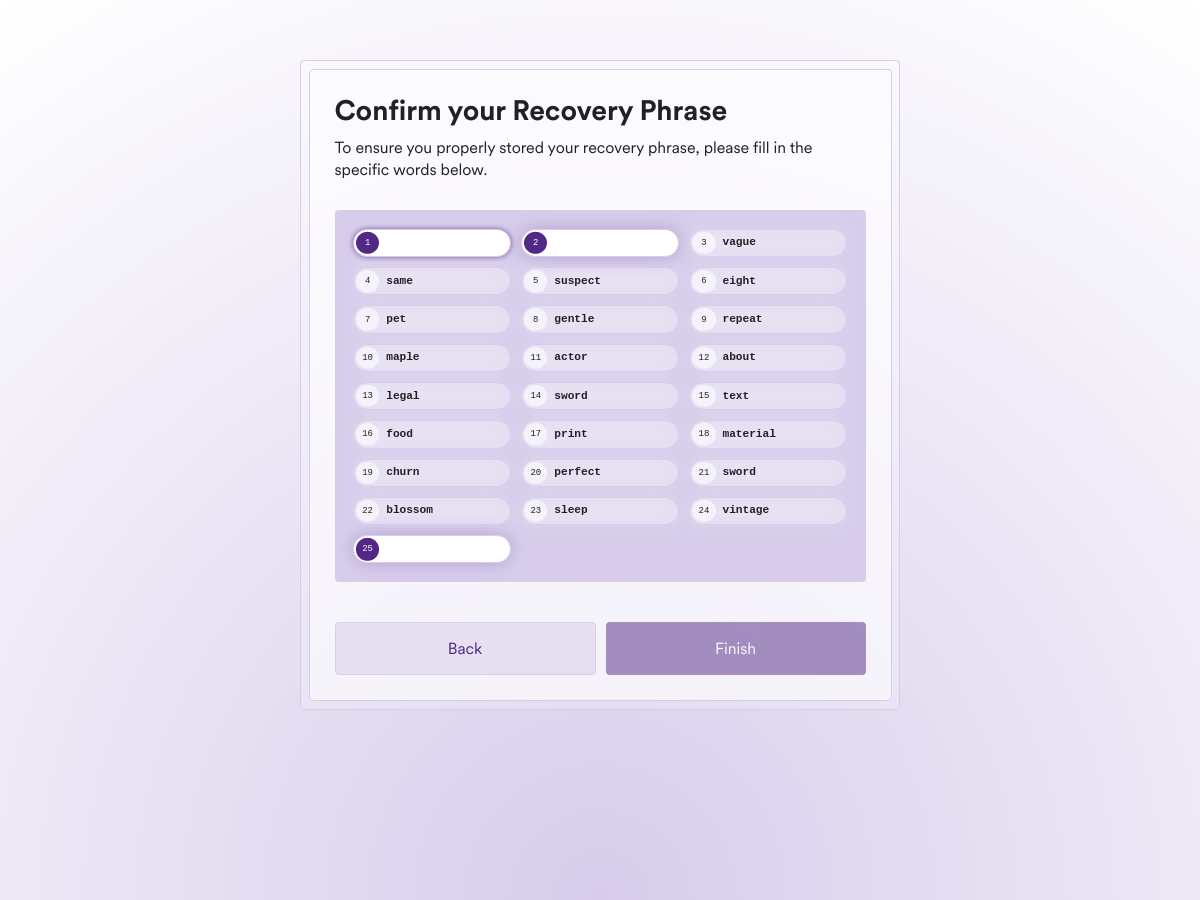 Confirm your Recovery Phrase
To ensure you properly stored your recovery phrase, please fill in the
specific words below.
1 2 3 vague
4 same 5 suspect 6 eight
7 pet 8 gentle 9 repeat
10 maple 11 actor 12 about
13 legal 14 sword 15 text
16 food 17 print 18 material
19 churn 20 perfect 21 sword
22 blossom 23 sleep 24 vintage
25
Back Finish